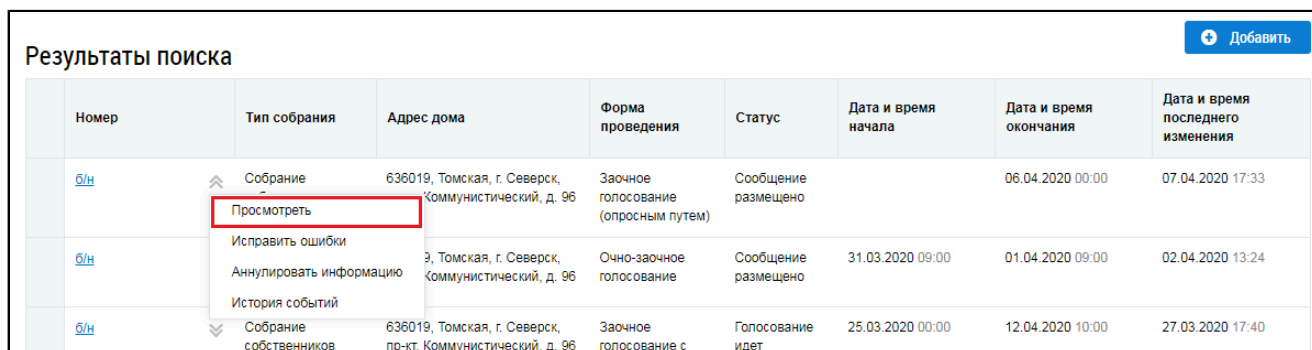 Добавить
Результаты поиска
Номер
Тип собрания
Адрес дома
Форма
проведения
Статус
Дата и время
начала
Дата и время
окончания
Дата и время
последнего
изменения
б/н
Собрание
636019, Томская, г. Северск,
Коммунистический, д. 96
Заочное
голосование
(опросным путем)
Сообщение
размещено
06.04.2020 00:00
07.04.2020 17:33
Просмотреть
Исправить ошибки
Аннулировать информацию
История событий
б/н
9, Томская, г. Северск,
Коммунистический, д. 96
Очно-заочное
голосование
Сообщение
размещено
31.03.2020 09:00
01.04.2020 09:00
02.04.2020 13:24
б/н
Собрание
собственников
636019, Томская, г. Северск,
пр-кт. Коммунистический, д. 96
Заочное
голосование с
Голосование
идет
25.03.2020 00:00
12.04.2020 10:00
27.03.2020 17:40